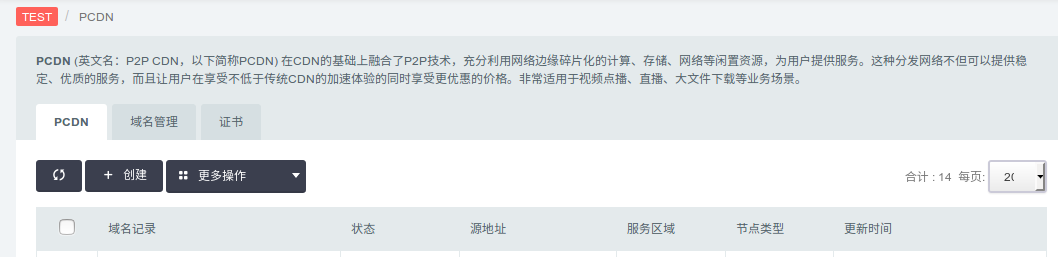 TEST / PCDN
PCDN (英文名：P2P CDN，以下简称PCDN) 在CDN的基础上融合了P2P技术，充分利用网络边缘碎片化的计算、存储、网络等闲置资源，为用户提供服务。这种分发网络不但可以提供稳
定、优质的服务，而且让用户在享受不低于传统CDN的加速体验的同时享受更优惠的价格。非常适用于视频点播、直播、大文件下载等业务场景。
PCDN 域名管理 证书
+ 创建 更多操作 合计 : 14 每页:
域名记录 状态 源地址 服务区域 节点类型 更新时间